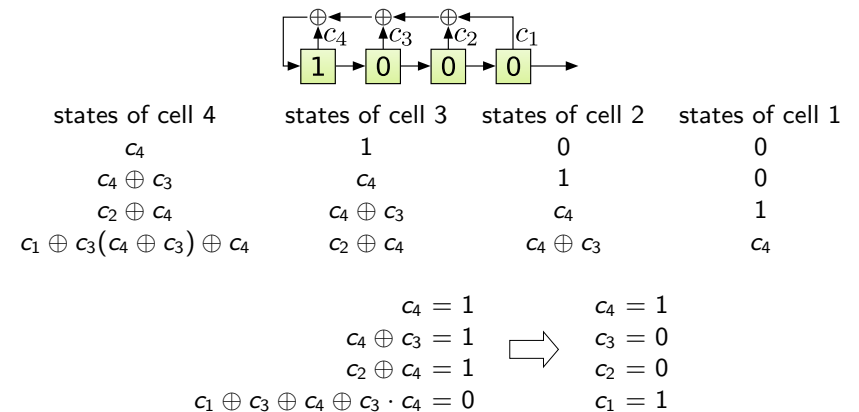 c₄ c₃ c₂ c₁
1 0 0 0
states of cell 4 states of cell 3 states of cell 2 states of cell 1
c₄ 1 0 0
c₄ ⊕ c₃ c₄ 1 0
c₂ ⊕ c₄ c₄ ⊕ c₃ c₄ 1
c₁ ⊕ c₃(c₄ ⊕ c₃) ⊕ c₄ c₂ ⊕ c₄ c₄ ⊕ c₃ c₄
c₄ = 1 c₄ = 1
c₄ ⊕ c₃ = 1 c₃ = 0
c₂ ⊕ c₄ = 1 c₂ = 0
c₁ ⊕ c₃ ⊕ c₄ ⊕ c₃ · c₄ = 0 c₁ = 1